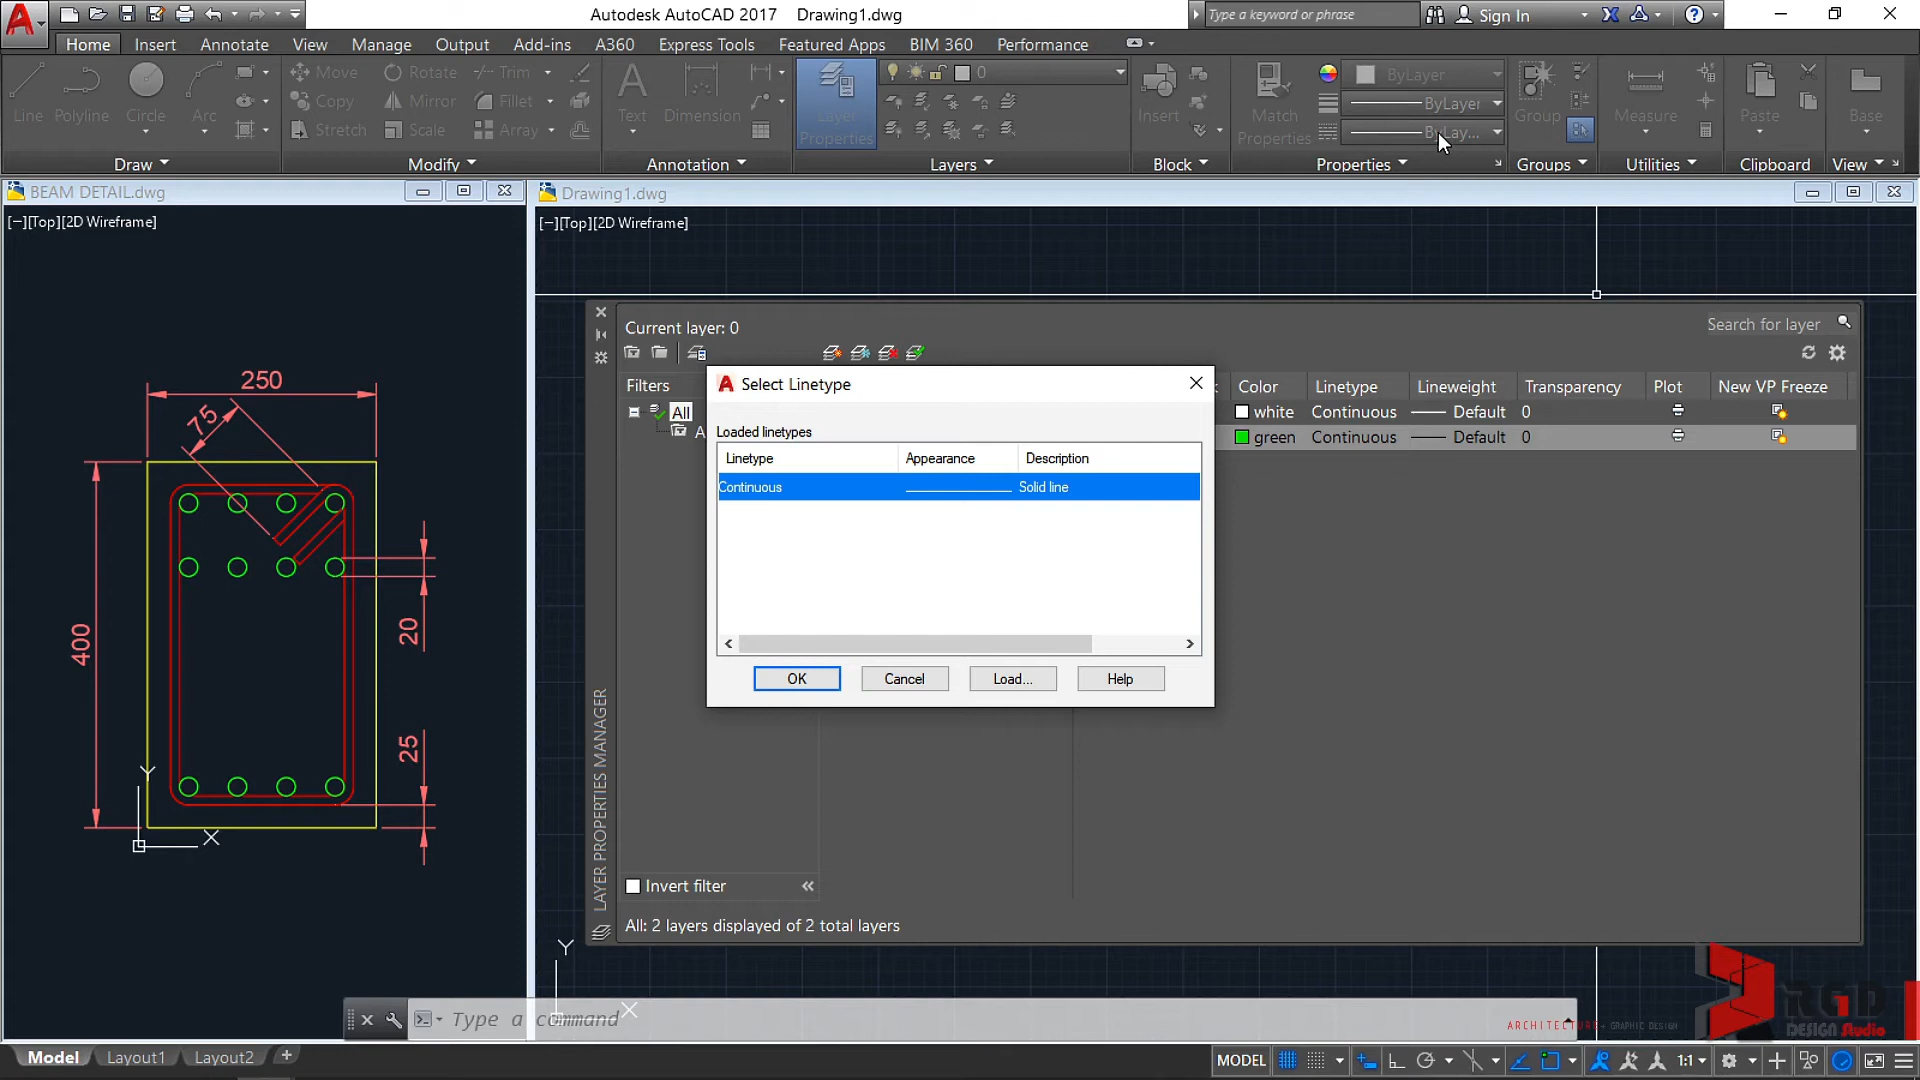 Autodesk AutoCAD 2017 Drawing1.dwg
Type a keyword or phrase
Sign In
Home Insert Annotate View Manage Output Add-ins A360 Express Tools Featured Apps BIM 360 Performance
Line Polyline Circle Arc
Move Rotate Trim
Copy Mirror Fillet
Stretch Scale Array
Text Dimension
Layer Properties
0
Insert
Match Properties
ByLayer
ByLayer
ByLay...
Group
Measure
Paste
Base
Draw Modify Annotation Layers Block Properties Groups Utilities Clipboard View
BEAM DETAIL.dwg
[−][Top][2D Wireframe]
250
75
400
20
25
Y
X
Drawing1.dwg
[−][Top][2D Wireframe]
Current layer: 0
Search for layer
Filters
All
A
Color Linetype Lineweight Transparency Plot New VP Freeze
white Continuous Default 0
green Continuous Default 0
Select Linetype
Loaded linetypes
Linetype Appearance Description
Continuous Solid line
OK Cancel Load... Help
LAYER PROPERTIES MANAGER
Invert filter
All: 2 layers displayed of 2 total layers
Y
X
Type a command
RGD
DESIGN Studio
ARCHITECTURE + GRAPHIC DESIGN
Model Layout1 Layout2 +
MODEL 1:1